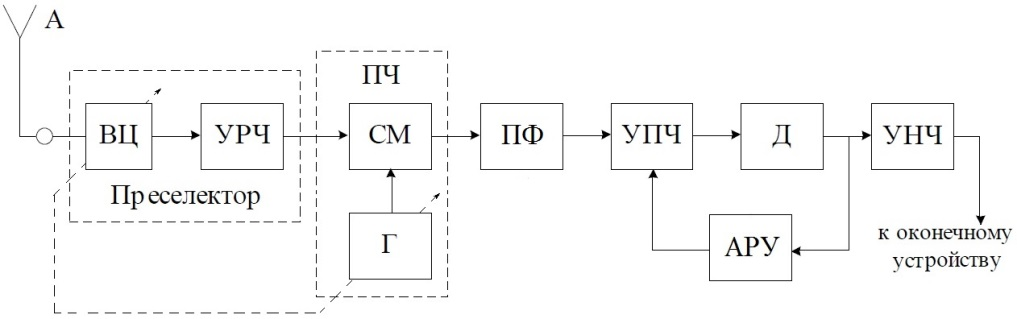 А
ПЧ
ВЦ
УРЧ
СМ
ПФ
УПЧ
Д
УНЧ
Преселектор
Г
АРУ
к оконечному
устройству